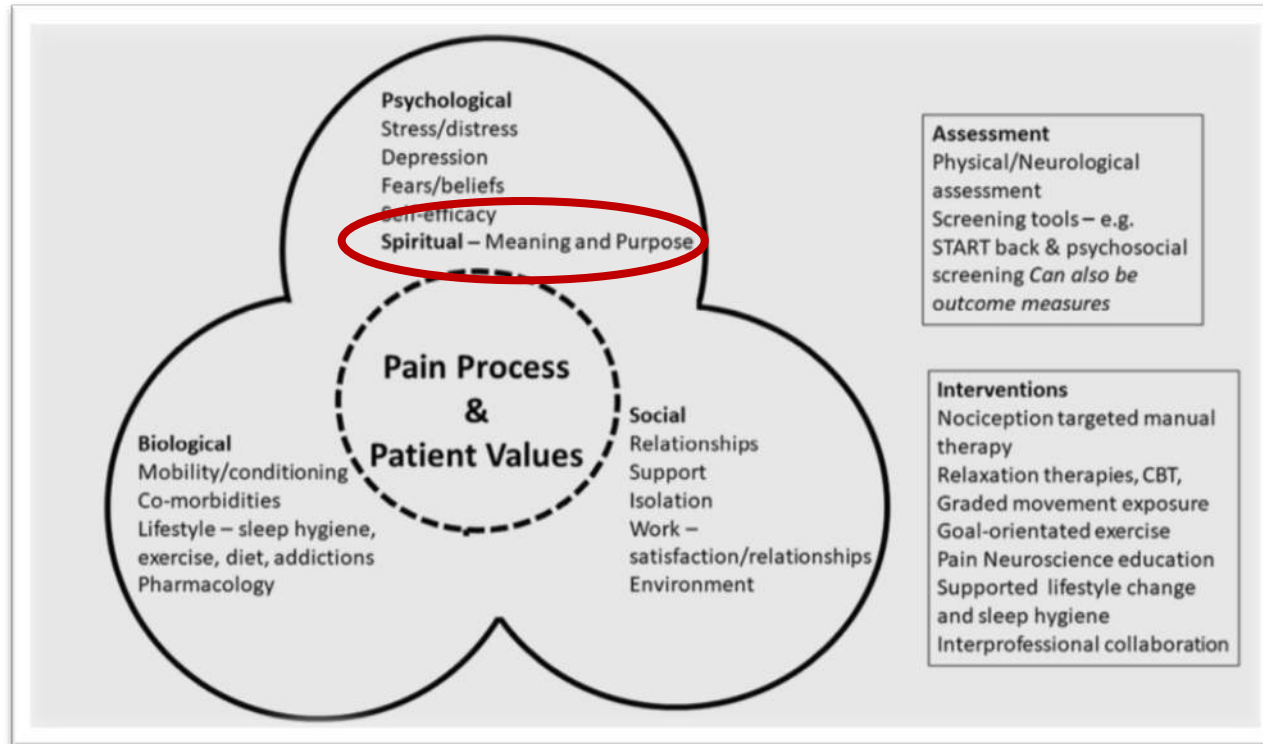 Psychological
Stress/distress
Depression
Fears/beliefs
Self-efficacy
Spiritual – Meaning and Purpose
Pain Process
&
Patient Values
Biological
Mobility/conditioning
Co-morbidities
Lifestyle – sleep hygiene,
exercise, diet, addictions
Pharmacology
Social
Relationships
Support
Isolation
Work –
satisfaction/relationships
Environment
Assessment
Physical/Neurological
assessment
Screening tools – e.g.
START back & psychosocial
screening Can also be
outcome measures
Interventions
Nociception targeted manual
therapy
Relaxation therapies, CBT,
Graded movement exposure
Goal-orientated exercise
Pain Neuroscience education
Supported lifestyle change
and sleep hygiene
Interprofessional collaboration